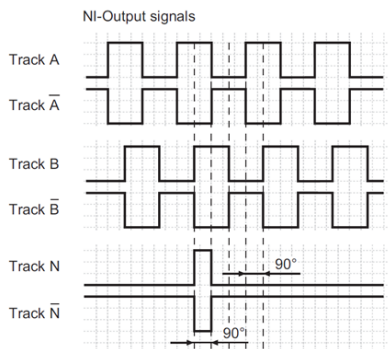 NI-Output signals
Track A
Track A̅
Track B
Track B̅
Track N
90°
Track N̅
90°